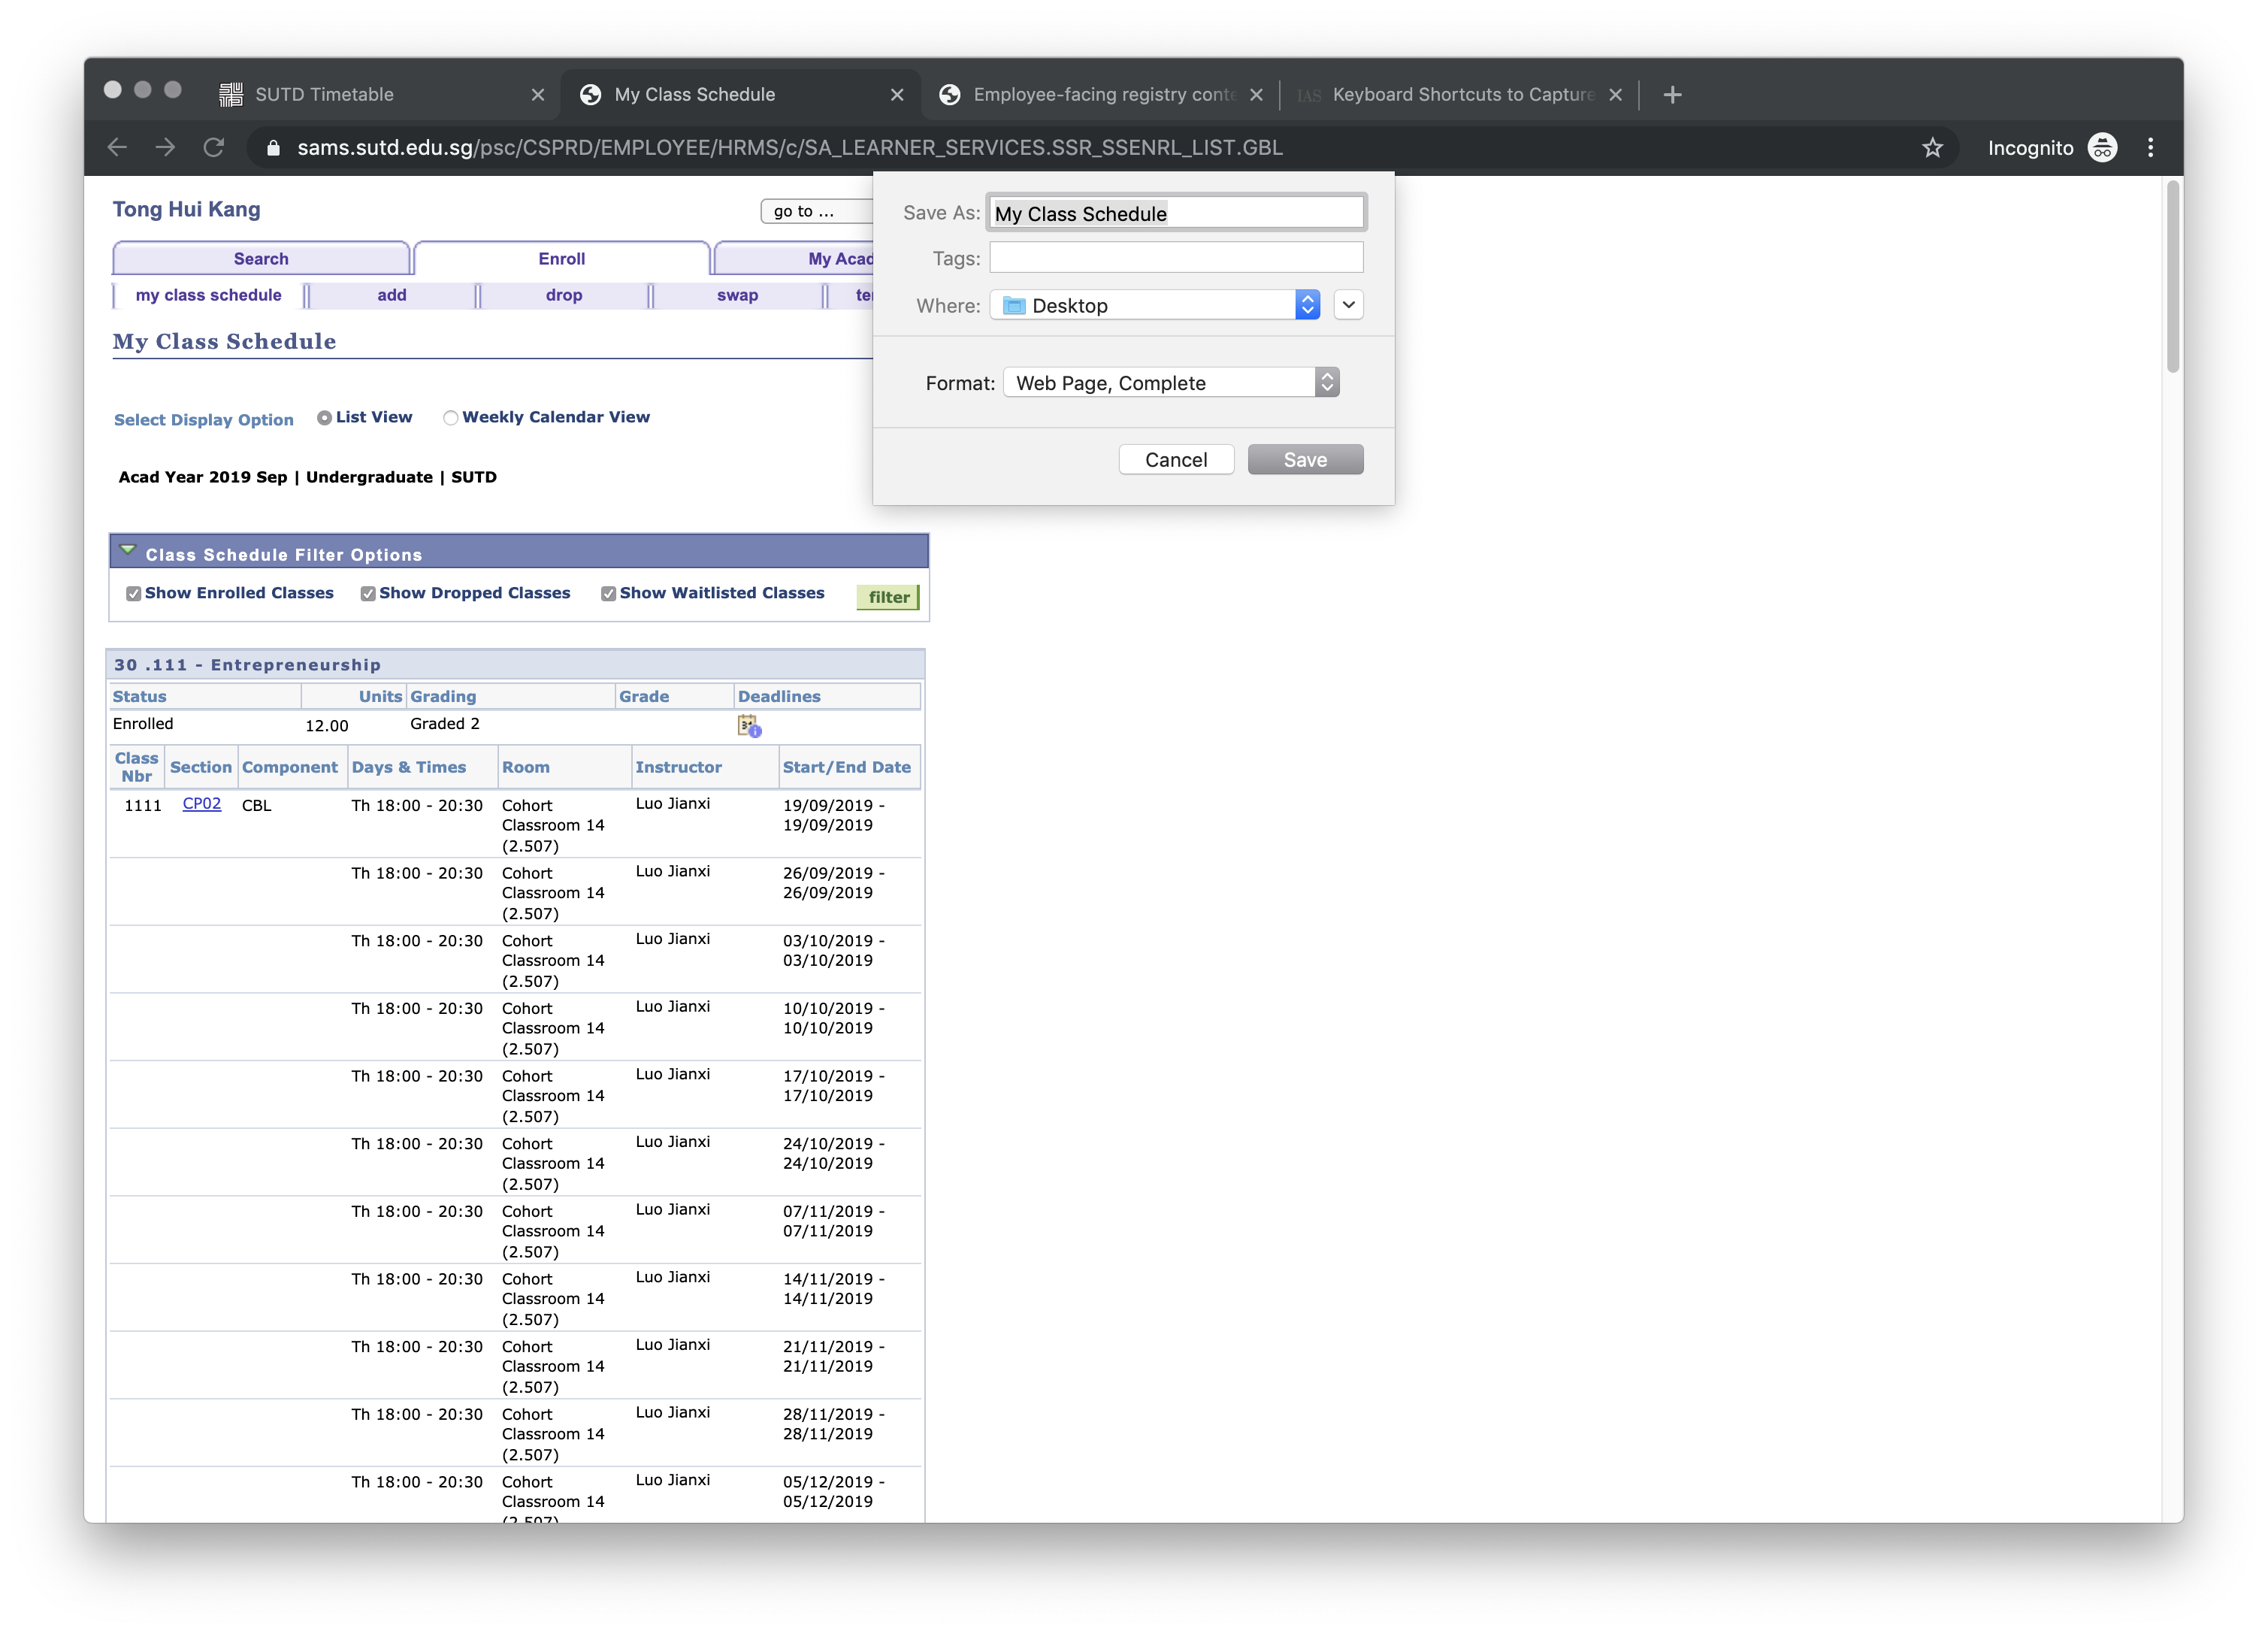 SUTD Timetable
My Class Schedule
Employee-facing registry conte
IAS Keyboard Shortcuts to Capture
sams.sutd.edu.sg/psc/CSPRD/EMPLOYEE/HRMS/c/SA_LEARNER_SERVICES.SSR_SSENRL_LIST.GBL
Incognito
Tong Hui Kang
go to ...
Search
Enroll
My Acad
my class schedule
add
drop
swap
My Class Schedule
Save As: My Class Schedule
Tags:
Where: Desktop
Format: Web Page, Complete
Cancel
Save
Select Display Option List View Weekly Calendar View
Acad Year 2019 Sep | Undergraduate | SUTD
Class Schedule Filter Options
Show Enrolled Classes Show Dropped Classes Show Waitlisted Classes filter
30 .111 - Entrepreneurship
Status Units Grading Grade Deadlines
Enrolled 12.00 Graded 2 31
Class Nbr Section Component Days & Times Room Instructor Start/End Date
1111 CP02 CBL Th 18:00 - 20:30 Cohort Luo Jianxi 19/09/2019 -
Classroom 14 19/09/2019
(2.507)
Th 18:00 - 20:30 Cohort Luo Jianxi 26/09/2019 -
Classroom 14 26/09/2019
(2.507)
Th 18:00 - 20:30 Cohort Luo Jianxi 03/10/2019 -
Classroom 14 03/10/2019
(2.507)
Th 18:00 - 20:30 Cohort Luo Jianxi 10/10/2019 -
Classroom 14 10/10/2019
(2.507)
Th 18:00 - 20:30 Cohort Luo Jianxi 17/10/2019 -
Classroom 14 17/10/2019
(2.507)
Th 18:00 - 20:30 Cohort Luo Jianxi 24/10/2019 -
Classroom 14 24/10/2019
(2.507)
Th 18:00 - 20:30 Cohort Luo Jianxi 07/11/2019 -
Classroom 14 07/11/2019
(2.507)
Th 18:00 - 20:30 Cohort Luo Jianxi 14/11/2019 -
Classroom 14 14/11/2019
(2.507)
Th 18:00 - 20:30 Cohort Luo Jianxi 21/11/2019 -
Classroom 14 21/11/2019
(2.507)
Th 18:00 - 20:30 Cohort Luo Jianxi 28/11/2019 -
Classroom 14 28/11/2019
(2.507)
Th 18:00 - 20:30 Cohort Luo Jianxi 05/12/2019 -
Classroom 14 05/12/2019
(2.507)